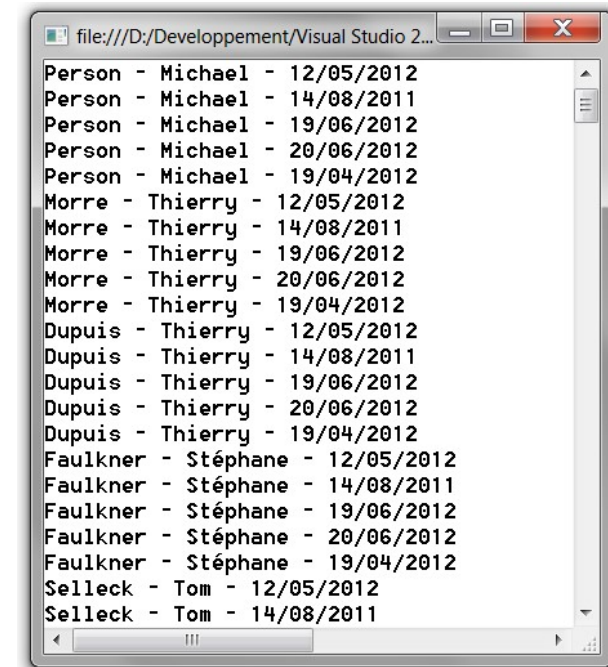 file:///D:/Developpement/Visual Studio 2...
Person - Michael - 12/05/2012
Person - Michael - 14/08/2011
Person - Michael - 19/06/2012
Person - Michael - 20/06/2012
Person - Michael - 19/04/2012
Morre - Thierry - 12/05/2012
Morre - Thierry - 14/08/2011
Morre - Thierry - 19/06/2012
Morre - Thierry - 20/06/2012
Morre - Thierry - 19/04/2012
Dupuis - Thierry - 12/05/2012
Dupuis - Thierry - 14/08/2011
Dupuis - Thierry - 19/06/2012
Dupuis - Thierry - 20/06/2012
Dupuis - Thierry - 19/04/2012
Faulkner - Stéphane - 12/05/2012
Faulkner - Stéphane - 14/08/2011
Faulkner - Stéphane - 19/06/2012
Faulkner - Stéphane - 20/06/2012
Faulkner - Stéphane - 19/04/2012
Selleck - Tom - 12/05/2012
Selleck - Tom - 14/08/2011